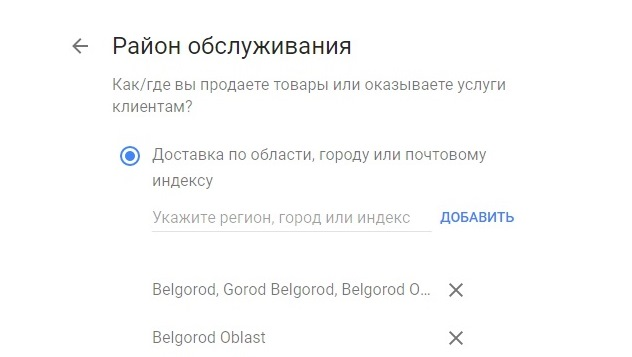 Район обслуживания
Как/где вы продаете товары или оказываете услуги
клиентам?
Доставка по области, городу или почтовому
индексу
Укажите регион, город или индекс ДОБАВИТЬ
Belgorod, Gorod Belgorod, Belgorod O...
Belgorod Oblast